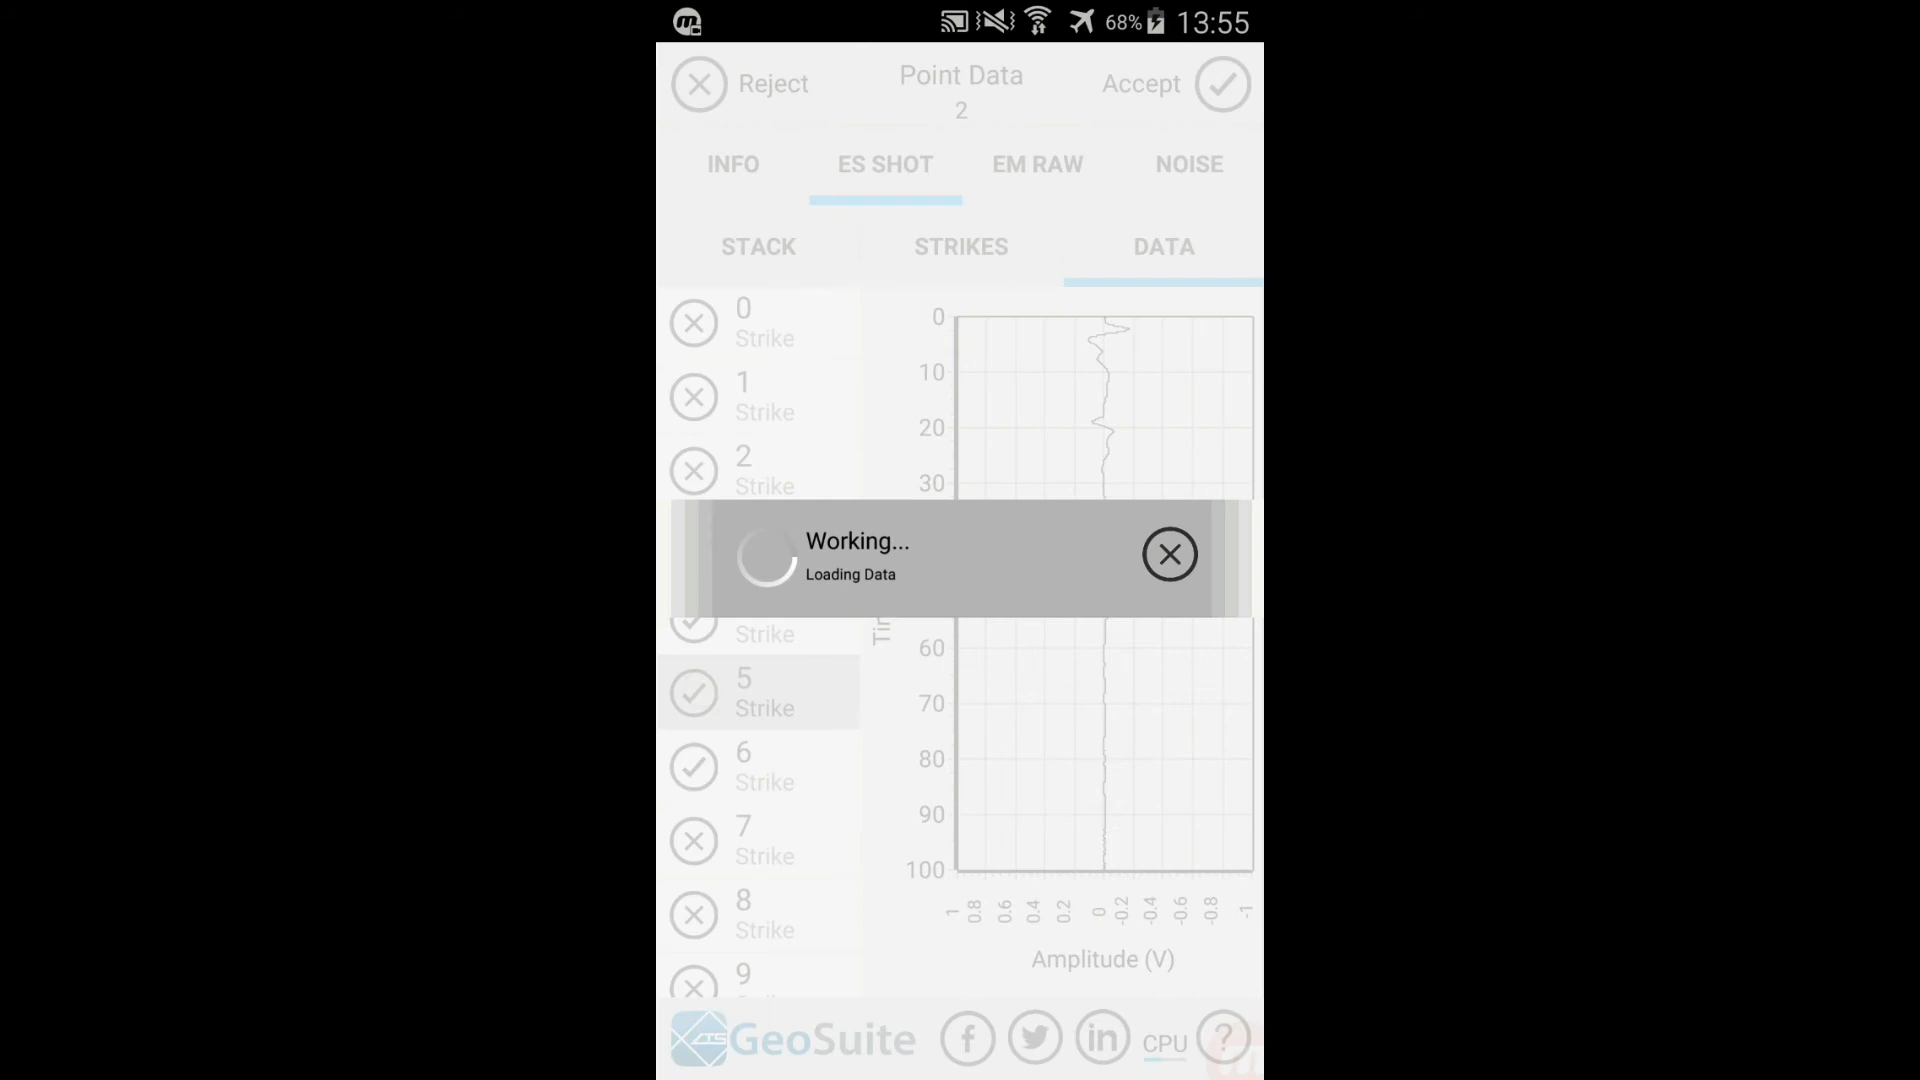 68% 13:55
Reject Point Data Accept
2
INFO ES SHOT EM RAW NOISE
STACK STRIKES DATA
0
Strike
1
Strike
2
Strike
Working...
Loading Data
Strike
5
Strike
6
Strike
7
Strike
8
Strike
9
0
10
20
30
60
70
80
90
100
1 0.8 0.6 0.4 0.2 0 -0.2 -0.4 -0.6 -0.8 -1
Amplitude (V)
GeoSuite CPU ?